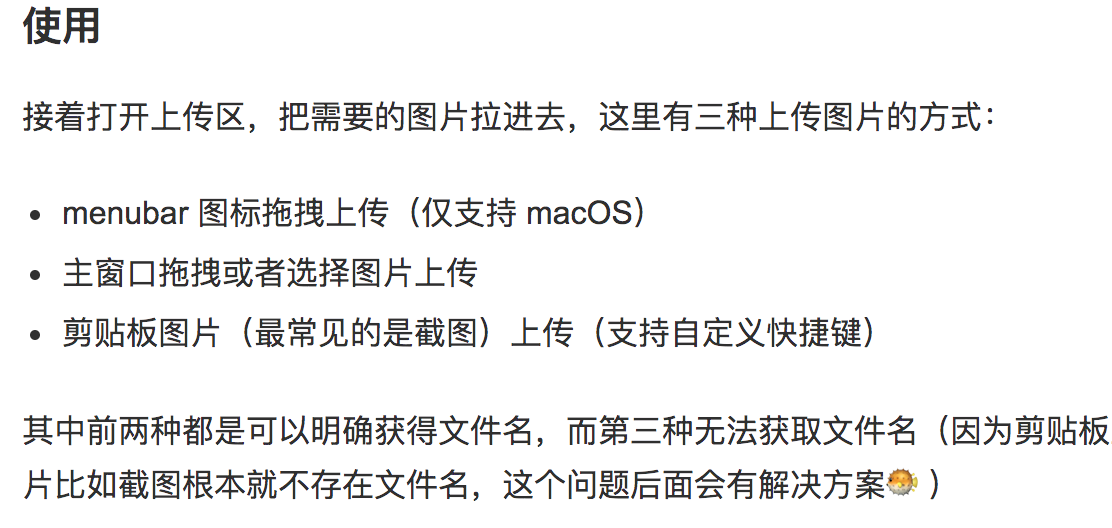 使用
接着打开上传区，把需要的图片拉进去，这里有三种上传图片的方式：
• menubar 图标拖拽上传（仅支持 macOS）
• 主窗口拖拽或者选择图片上传
• 剪贴板图片（最常见的是截图）上传（支持自定义快捷键）
其中前两种都是可以明确获得文件名，而第三种无法获取文件名（因为剪贴板
片比如截图根本就不存在文件名，这个问题后面会有解决方案🐡 ）